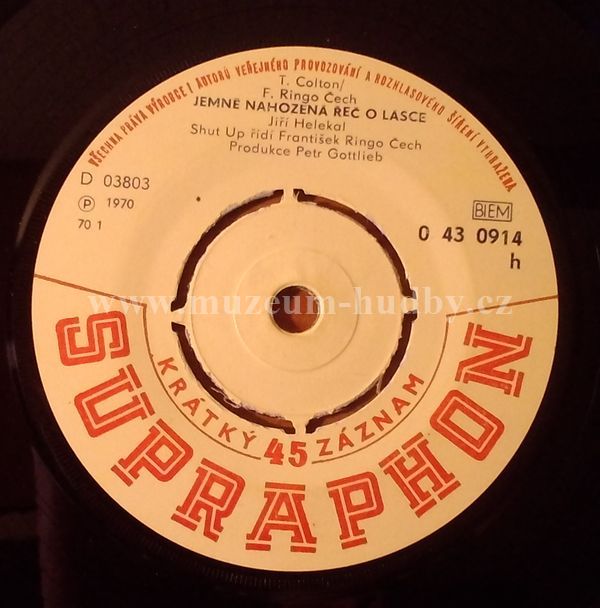 VŠECHNA PRÁVA VÝROBCE I AUTORŮ VEŘEJNÉHO PROVOZOVÁNÍ A ROZHLASOVÉHO ŠÍŘENÍ VYHRAZENA
T. Colton/
F. Ringo Čech
JEMNĚ NAHOZENÁ ŘEČ O LÁSCE
Jiří Helekal
Shut Up řídí František Ringo Čech
Produkce Petr Gottlieb
D 03803
Ⓟ 1970
70 1
BIEM
0 43 0914
h
www.muzeum-hudby.cz
KRÁTKÝ 45 ZÁZNAM
SUPRAPHON